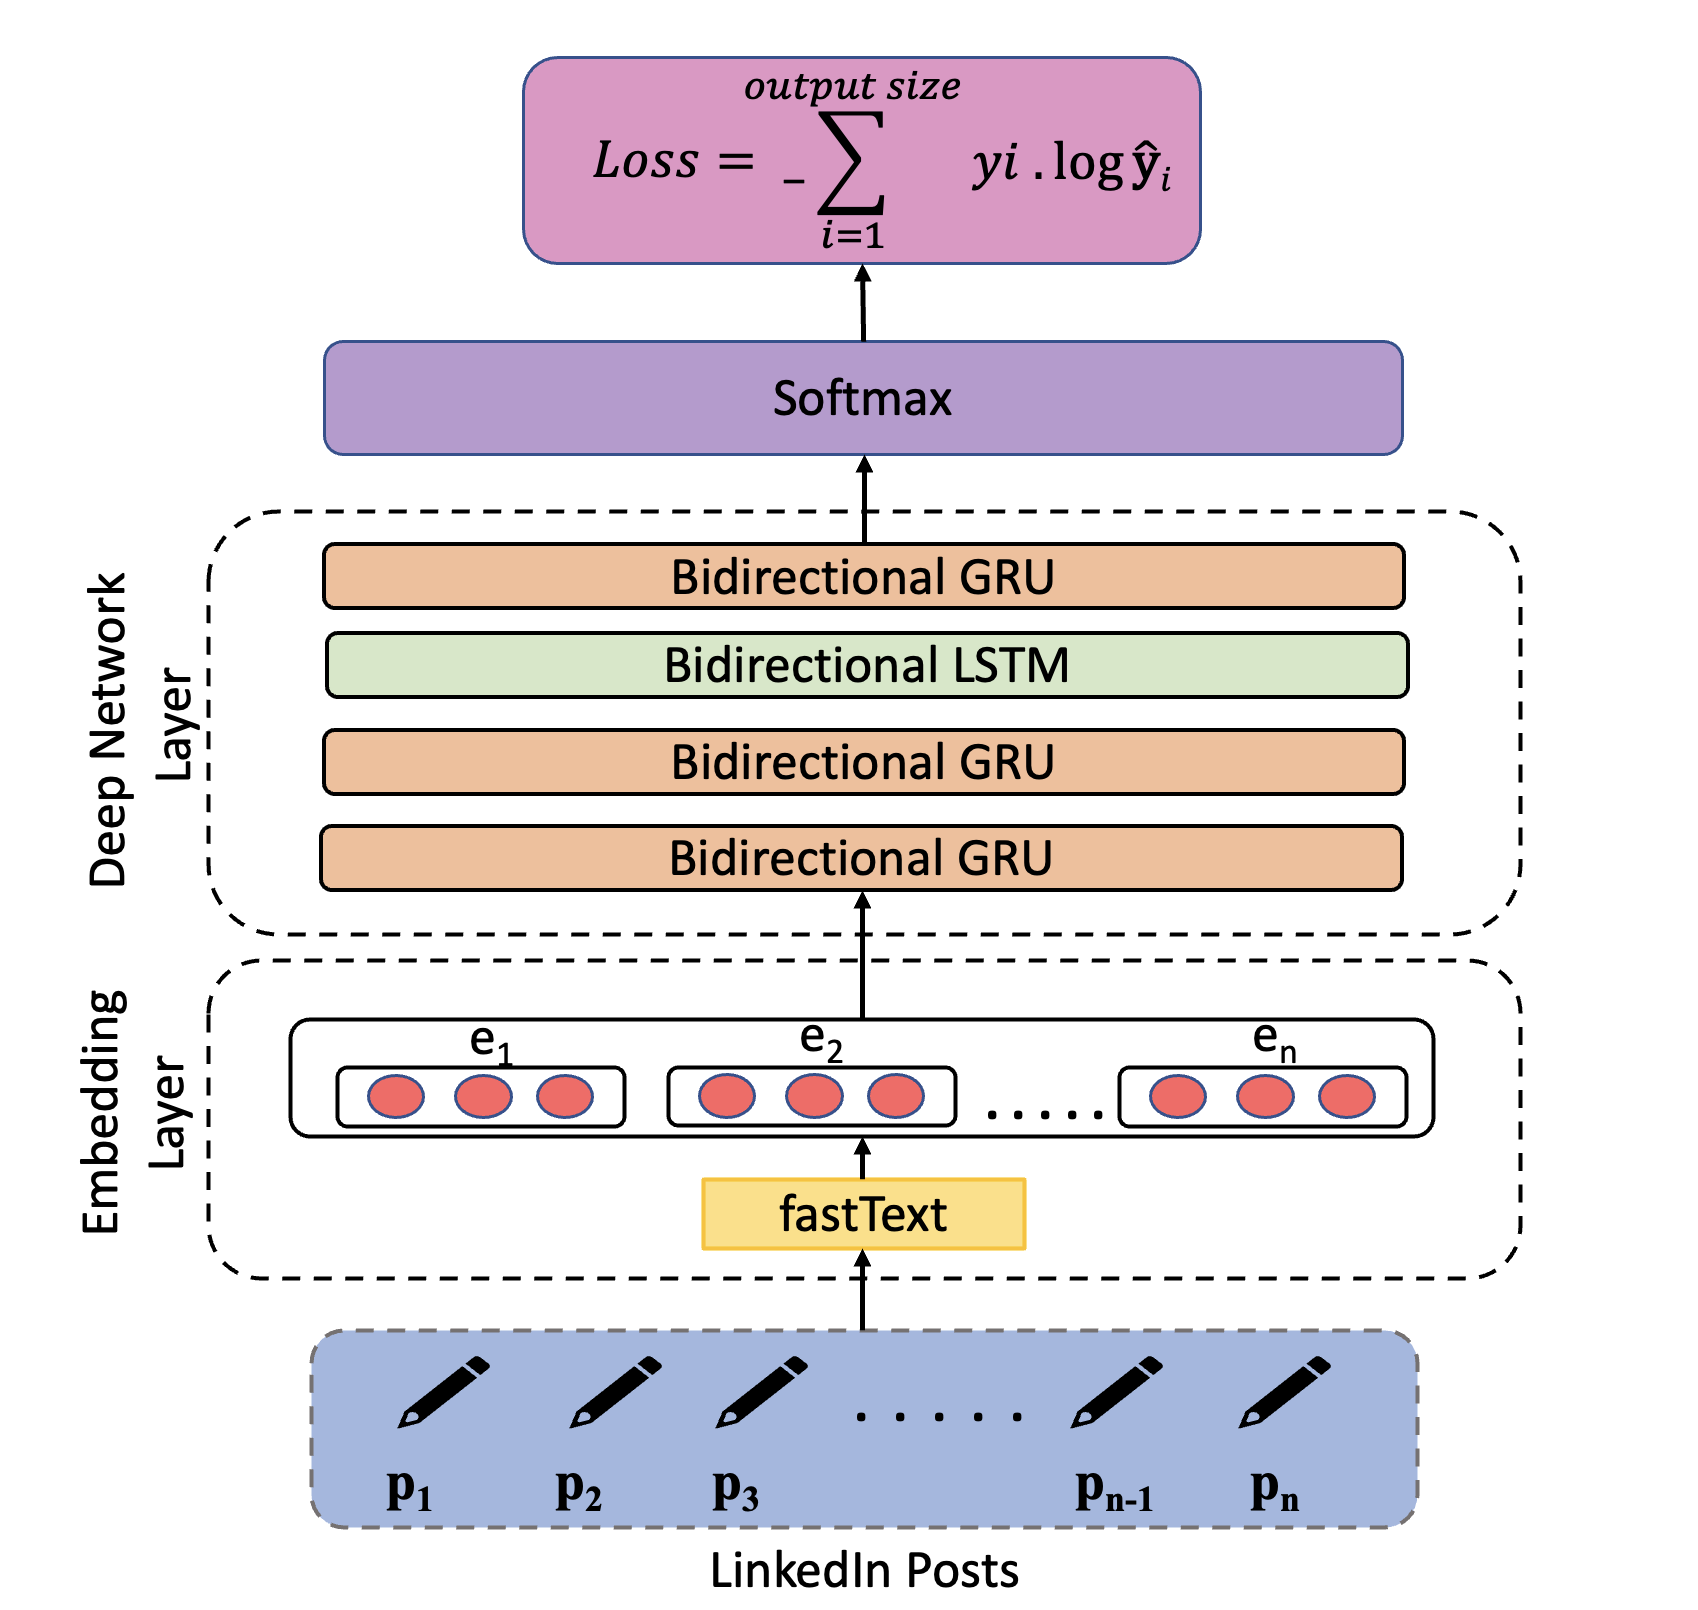 output size
Loss = − ∑ yi . log ŷᵢ
i=1
Softmax
Deep Network
Layer
Bidirectional GRU
Bidirectional LSTM
Bidirectional GRU
Bidirectional GRU
Embedding
Layer
e₁ e₂ eₙ
. . . . .
fastText
. . . . .
p₁ p₂ p₃ pₙ₋₁ pₙ
LinkedIn Posts